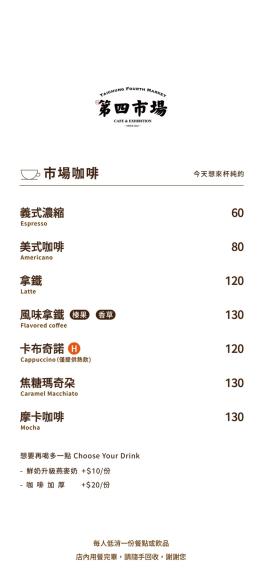 TAICHUNG FOURTH MARKET
第四市場
CAFE & EXHIBITION
市場咖啡 今天想來杯純的
義式濃縮 60
Espresso
美式咖啡 80
Americano
拿鐵 120
Latte
風味拿鐵 榛果 香草 130
Flavored coffee
卡布奇諾 H 120
Cappuccino (僅提供熱飲)
焦糖瑪奇朵 130
Caramel Macchiato
摩卡咖啡 130
Mocha
想要再喝多一點 Choose Your Drink
- 鮮奶升級燕麥奶 +$10/份
- 咖啡加厚 +$20/份
每人低消一份餐點或飲品
店內用餐完畢，請隨手回收，謝謝您